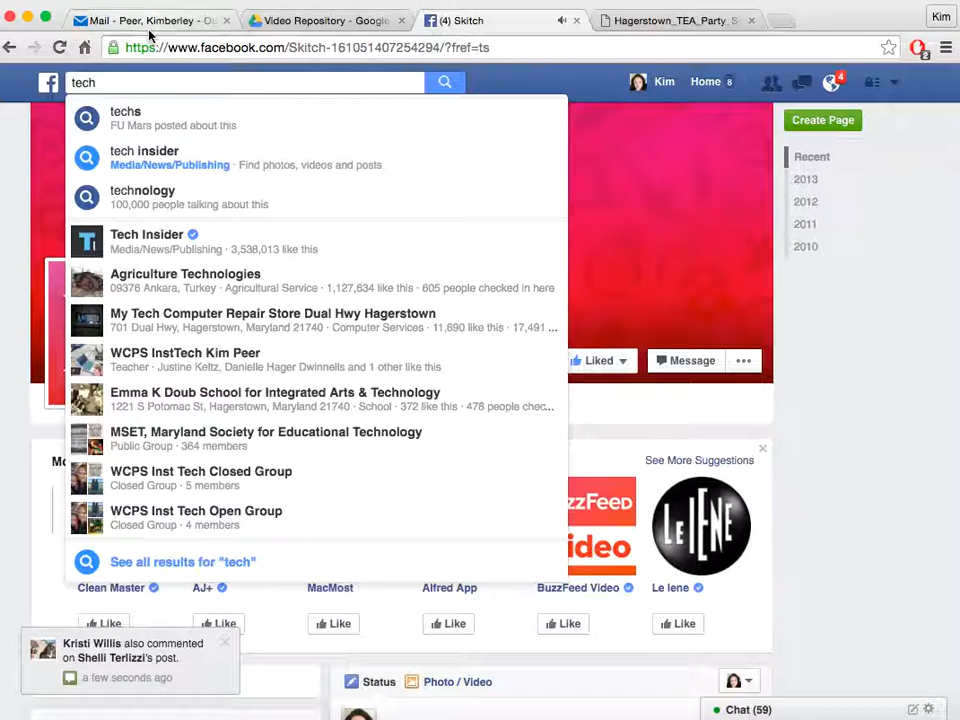 Mail - Peer, Kimberley - Ou
Video Repository - Google
(4) Skitch
Hagerstown_TEA_Party_S
Kim
https://www.facebook.com/Skitch-161051407254294/?fref=ts
2
tech
Kim
Home 8
4
techs
FU Mars posted about this
tech insider
Media/News/Publishing · Find photos, videos and posts
technology
100,000 people talking about this
Tech Insider
Media/News/Publishing · 3,538,013 like this
Agriculture Technologies
09376 Ankara, Turkey · Agricultural Service · 1,127,634 like this · 605 people checked in here
My Tech Computer Repair Store Dual Hwy Hagerstown
701 Dual Hwy, Hagerstown, Maryland 21740 · Computer Services · 11,690 like this · 17,491 ...
WCPS InstTech Kim Peer
Teacher · Justine Keltz, Danielle Hager Dwinnells and 1 other like this
Emma K Doub School for Integrated Arts & Technology
1221 S Potomac St, Hagerstown, Maryland 21740 · School · 372 like this · 478 people chec...
MSET, Maryland Society for Educational Technology
Public Group · 364 members
WCPS Inst Tech Closed Group
Closed Group · 5 members
WCPS Inst Tech Open Group
Closed Group · 4 members
See all results for "tech"
Create Page
Recent
2013
2012
2011
2010
Liked
Message
...
Mo
See More Suggestions
zzFeed
ideo
LE IENE
Clean Master
AJ+
MacMost
Alfred App
BuzzFeed Video
Le Iene
Like
Like
Like
Like
Like
Like
Kristi Willis also commented
on Shelli Terlizzi's post.
a few seconds ago
Status
Photo / Video
Chat (59)